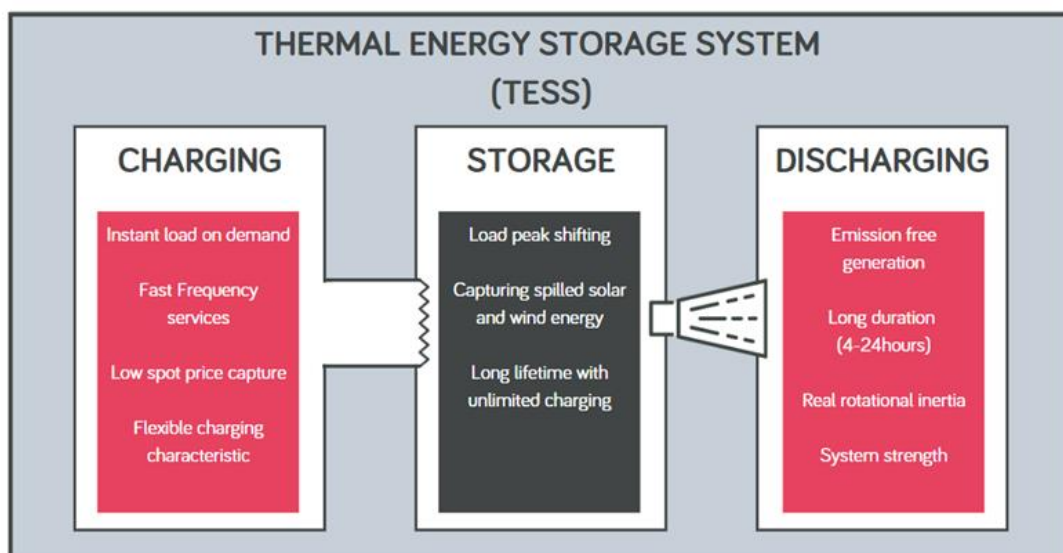 THERMAL ENERGY STORAGE SYSTEM
(TESS)
CHARGING
Instant load on demand
Fast Frequency
services
Low spot price capture
Flexible charging
characteristic
STORAGE
Load peak shifting
Capturing spilled solar
and wind energy
Long lifetime with
unlimited charging
DISCHARGING
Emission free
generation
Long duration
(4-24hours)
Real rotational inertia
System strength